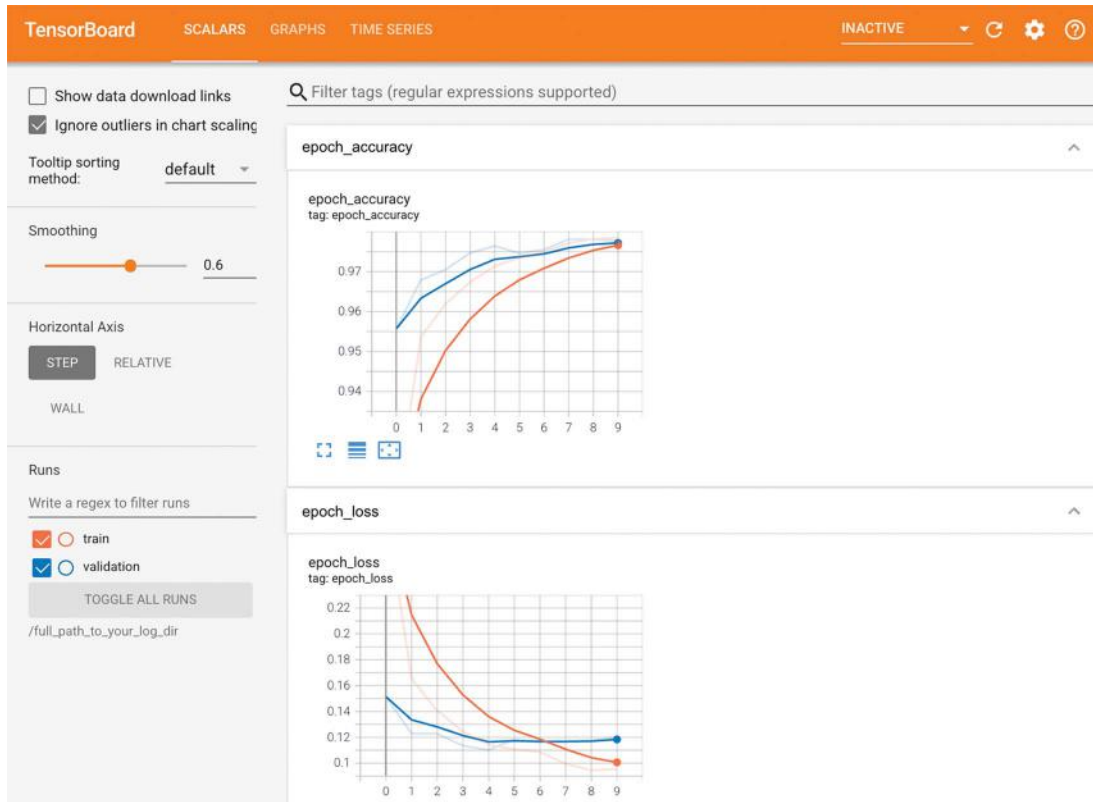 TensorBoard SCALARS GRAPHS TIME SERIES INACTIVE
Show data download links
Ignore outliers in chart scaling
Tooltip sorting
method:
default
Smoothing
0.6
Horizontal Axis
STEP RELATIVE
WALL
Runs
Write a regex to filter runs
train
validation
TOGGLE ALL RUNS
/full_path_to_your_log_dir
Filter tags (regular expressions supported)
epoch_accuracy
epoch_accuracy
tag: epoch_accuracy
0.97
0.96
0.95
0.94
0 1 2 3 4 5 6 7 8 9
epoch_loss
epoch_loss
tag: epoch_loss
0.22
0.2
0.18
0.16
0.14
0.12
0.1
0 1 2 3 4 5 6 7 8 9